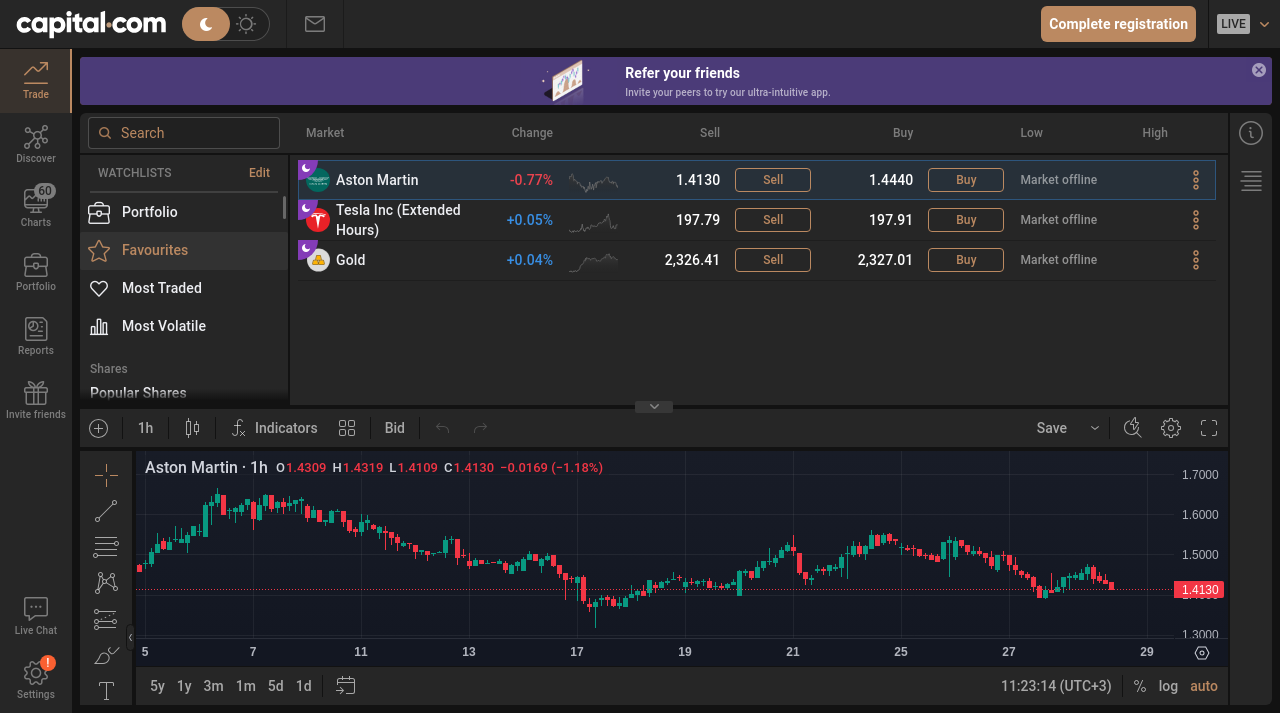 capital.com
Complete registration
LIVE
Trade
Discover
60
Charts
Portfolio
Reports
Invite friends
Live Chat
!
Settings
Refer your friends
Invite your peers to try our ultra-intuitive app.
Search
Market Change Sell Buy Low High
WATCHLISTS Edit
Portfolio
Favourites
Most Traded
Most Volatile
Shares
Popular Shares
Aston Martin -0.77% 1.4130 Sell 1.4440 Buy Market offline
Tesla Inc (Extended
Hours) +0.05% 197.79 Sell 197.91 Buy Market offline
Gold +0.04% 2,326.41 Sell 2,327.01 Buy Market offline
1h Indicators Bid Save
Aston Martin · 1h O1.4309 H1.4319 L1.4109 C1.4130 −0.0169 (−1.18%)
1.7000
1.6000
1.5000
1.4130
1.3000
5 7 11 13 17 19 21 25 27 29
5y 1y 3m 1m 5d 1d 11:23:14 (UTC+3) % log auto